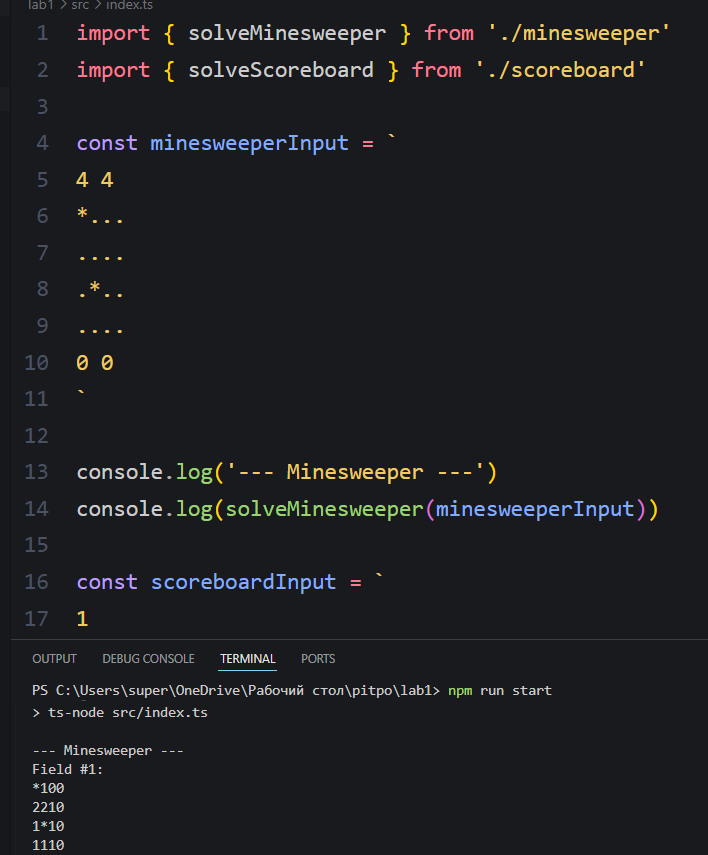 lab1 > src > index.ts
1 import { solveMinesweeper } from './minesweeper'
2 import { solveScoreboard } from './scoreboard'
3
4 const minesweeperInput = `
5 4 4
6 *...
7 ....
8 .*..
9 ....
10 0 0
11 `
12
13 console.log('--- Minesweeper ---')
14 console.log(solveMinesweeper(minesweeperInput))
15
16 const scoreboardInput = `
17 1
OUTPUT DEBUG CONSOLE TERMINAL PORTS
PS C:\Users\super\OneDrive\Рабочий стол\pitpo\lab1> npm run start
> ts-node src/index.ts
--- Minesweeper ---
Field #1:
*100
2210
1*10
1110